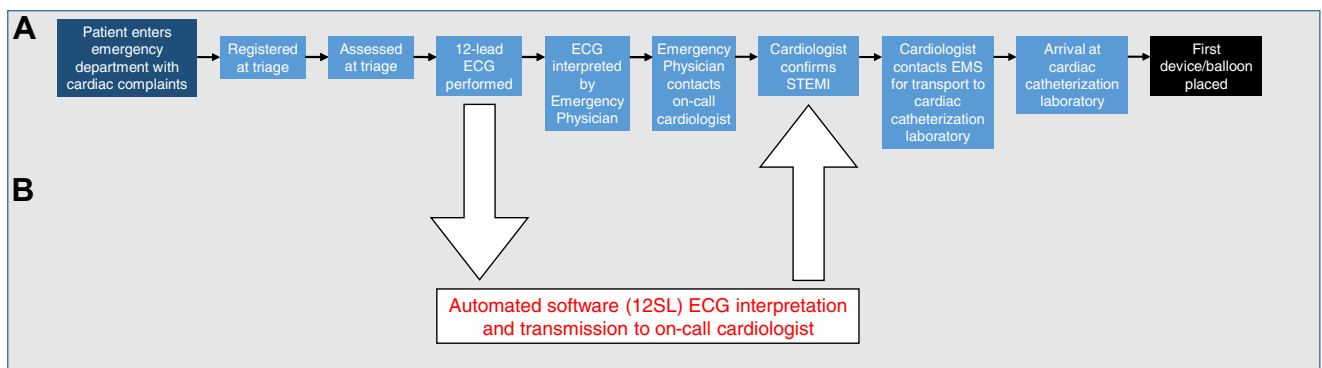 A
Patient enters
emergency
department with
cardiac complaints
Registered
at triage
Assessed
at triage
12-lead
ECG
performed
ECG
interpreted
by
Emergency
Physician
Emergency
Physician
contacts
on-call
cardiologist
Cardiologist
confirms
STEMI
Cardiologist
contacts EMS
for transport to
cardiac
catheterization
laboratory
Arrival at
cardiac
catheterization
laboratory
First
device/balloon
placed
B
Automated software (12SL) ECG interpretation
and transmission to on-call cardiologist